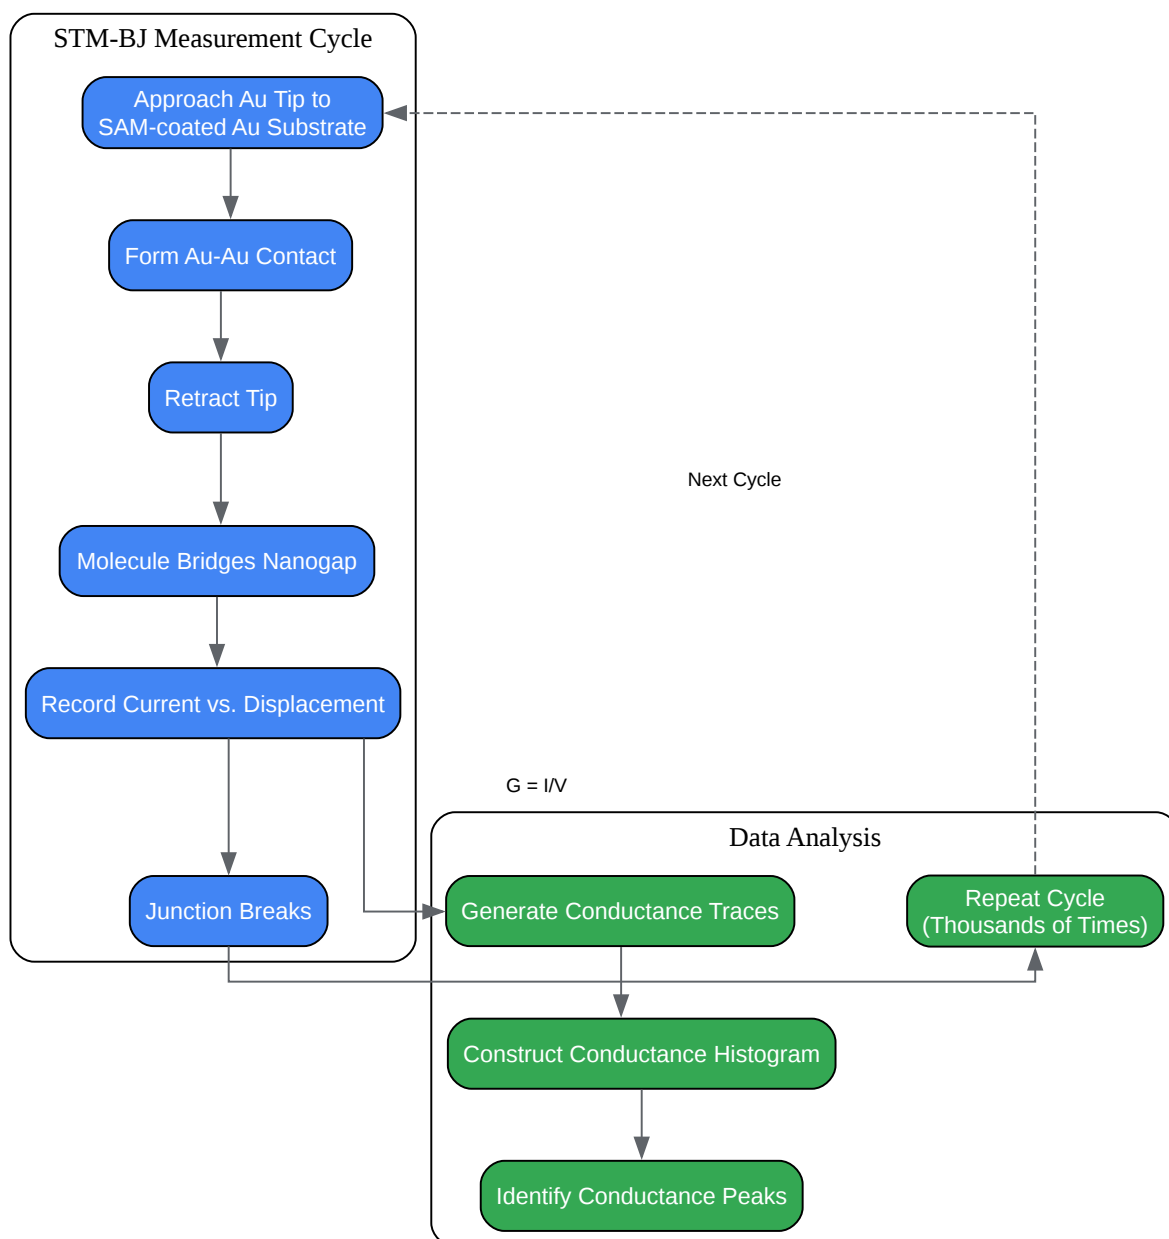 STM-BJ Measurement Cycle
Approach Au Tip to
SAM-coated Au Substrate
Form Au-Au Contact
Retract Tip
Next Cycle
Molecule Bridges Nanogap
Record Current vs. Displacement
G = I/V
Data Analysis
Junction Breaks
Generate Conductance Traces
Repeat Cycle
(Thousands of Times)
Construct Conductance Histogram
Identify Conductance Peaks